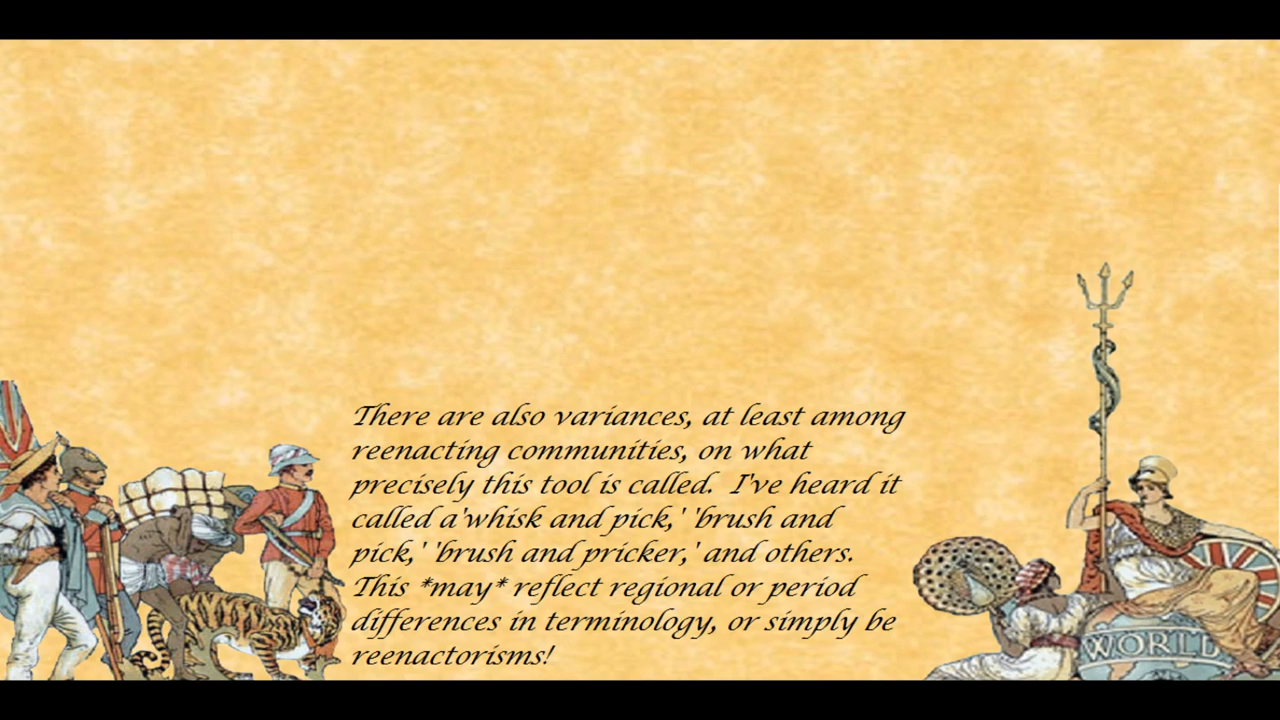 There are also variances, at least among
reenacting communities, on what
precisely this tool is called.  I've heard it
called a'whisk and pick,' 'brush and
pick,' 'brush and pricker,' and others.
This *may* reflect regional or period
differences in terminology, or simply be
reenactorisms!
WORLD